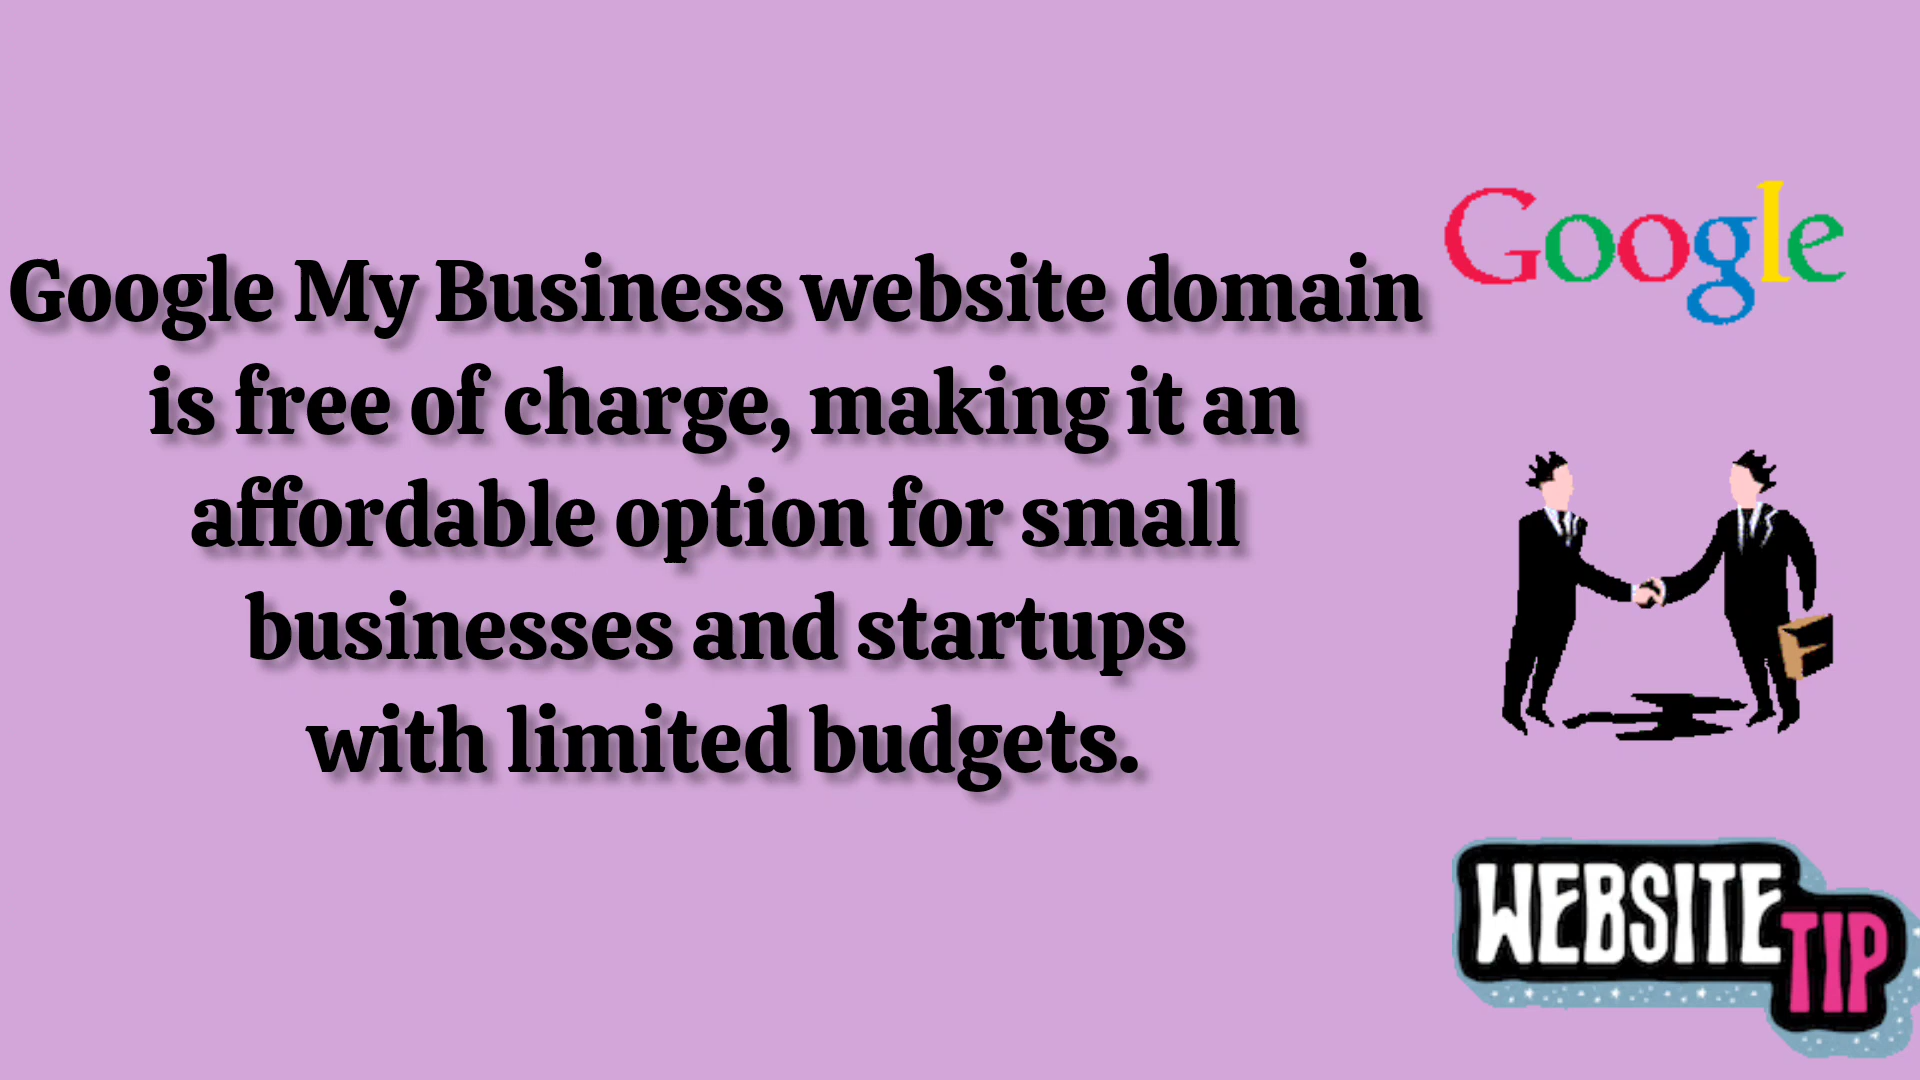 Google My Business website domain
is free of charge, making it an
affordable option for small
businesses and startups
with limited budgets.
Google
WEBSITE
TIP